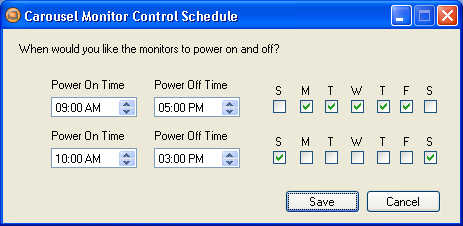 Carousel Monitor Control Schedule
When would you like the monitors to power on and off?
Power On Time Power Off Time S M T W T F S
09:00 AM 05:00 PM
Power On Time Power Off Time S M T W T F S
10:00 AM 03:00 PM
Save Cancel